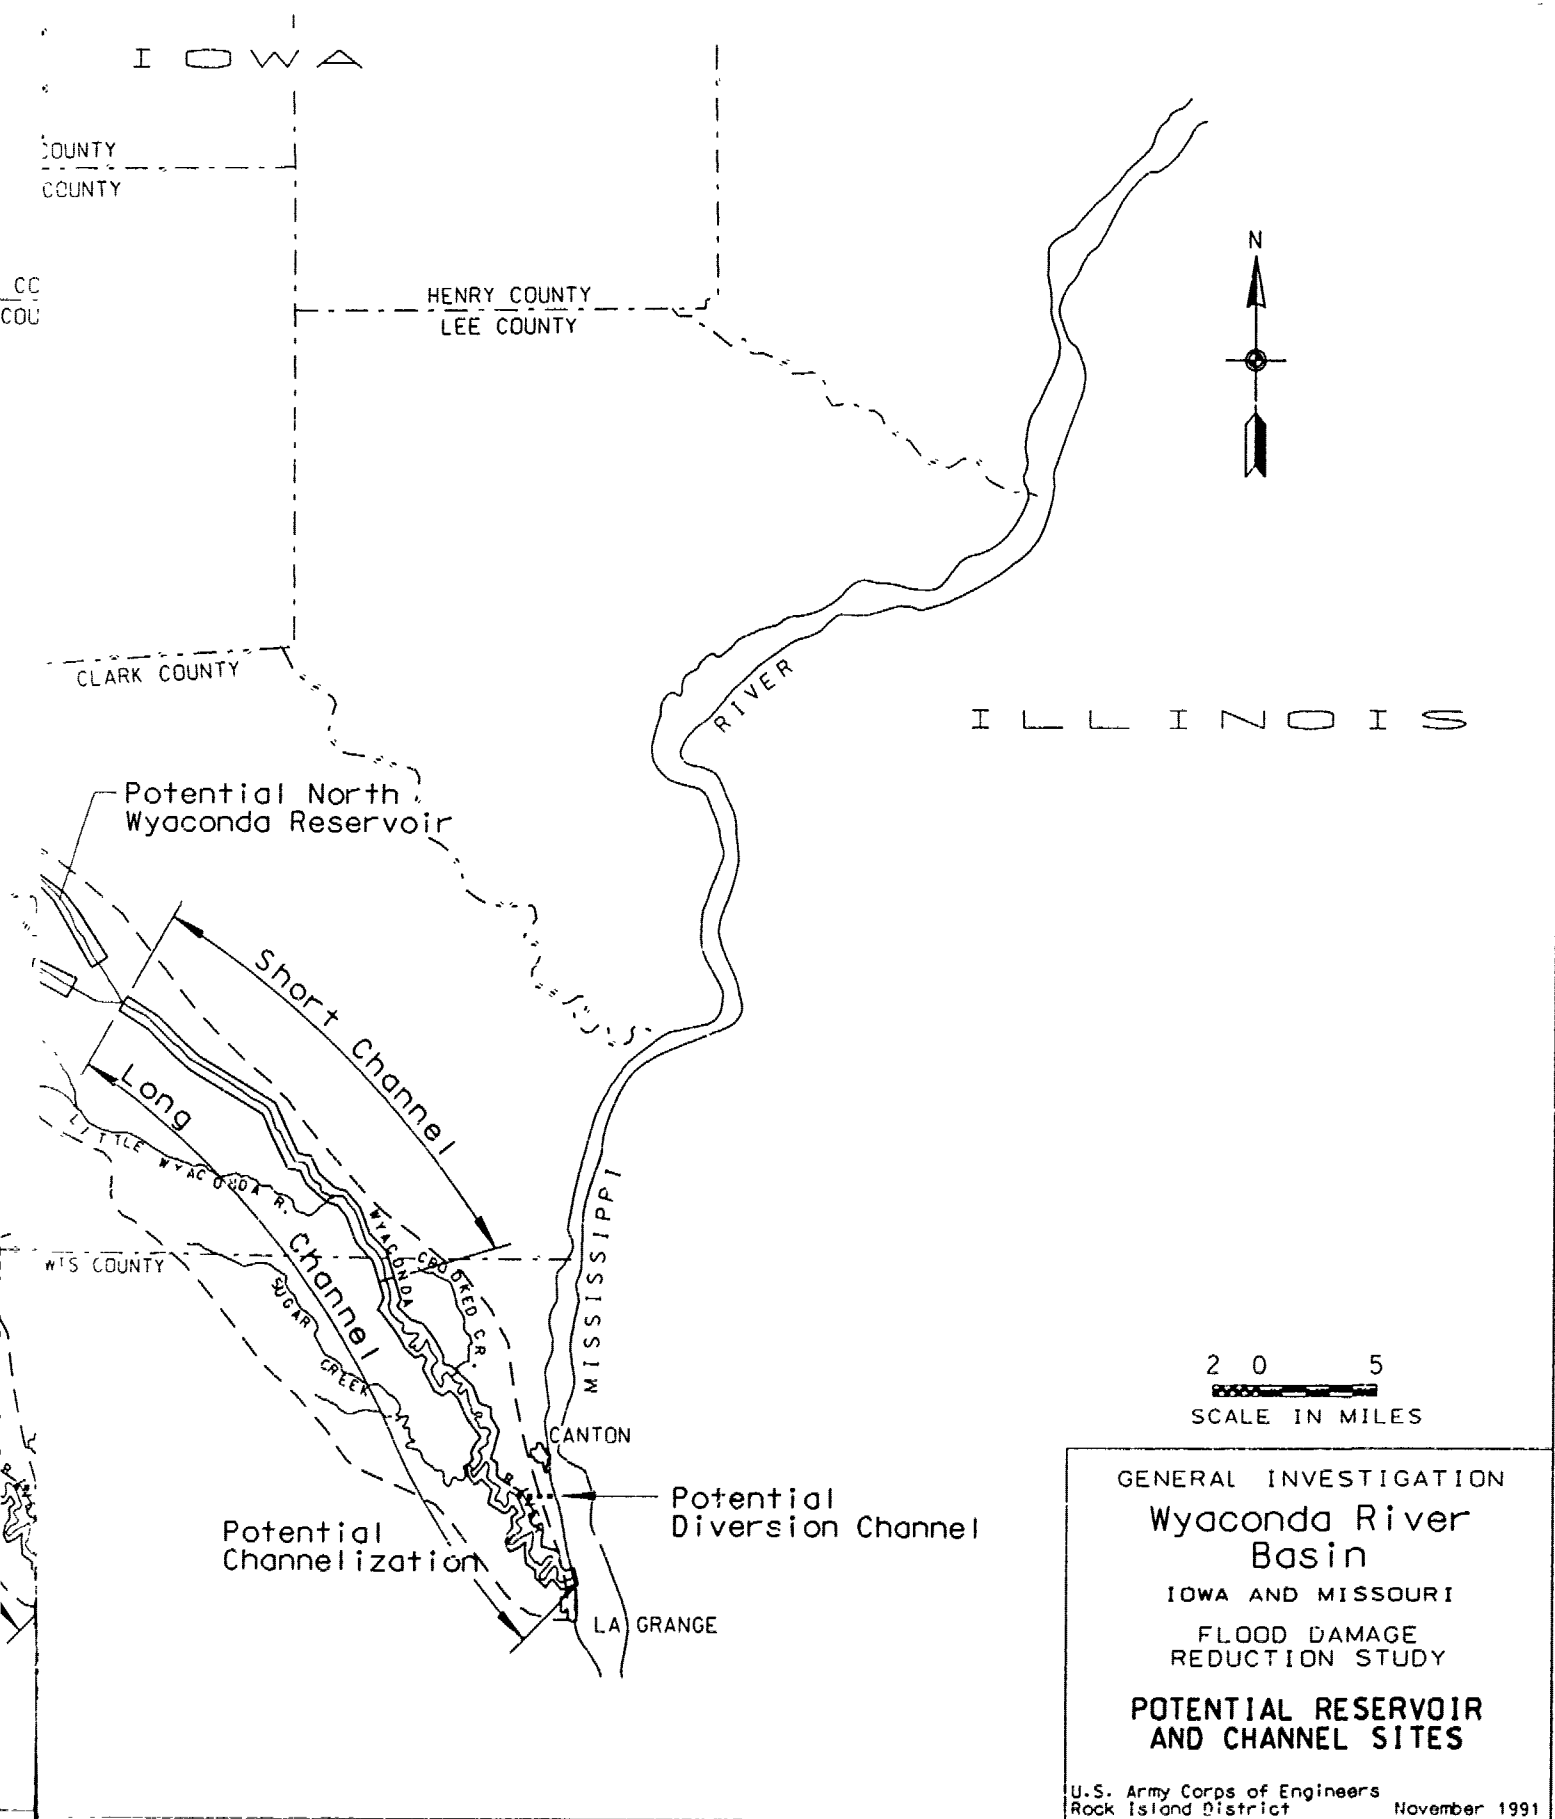 IOWA
COUNTY
COUNTY
HENRY COUNTY
LEE COUNTY
N
CLARK COUNTY
RIVER
ILLINOIS
Potential North
Wyaconda Reservoir
Short Channel
Long Channel
LITTLE WYACONDA R.
WYACONDA
CROOKED CR.
COUNTY
SUGAR CREEK
MISSISSIPPI
2 0 5
SCALE IN MILES
CANTON
Potential
Diversion Channel
Potential
Channelization
LA GRANGE
GENERAL INVESTIGATION
Wyaconda River
Basin
IOWA AND MISSOURI
FLOOD DAMAGE
REDUCTION STUDY
POTENTIAL RESERVOIR
AND CHANNEL SITES
U.S. Army Corps of Engineers
Rock Island District November 1991